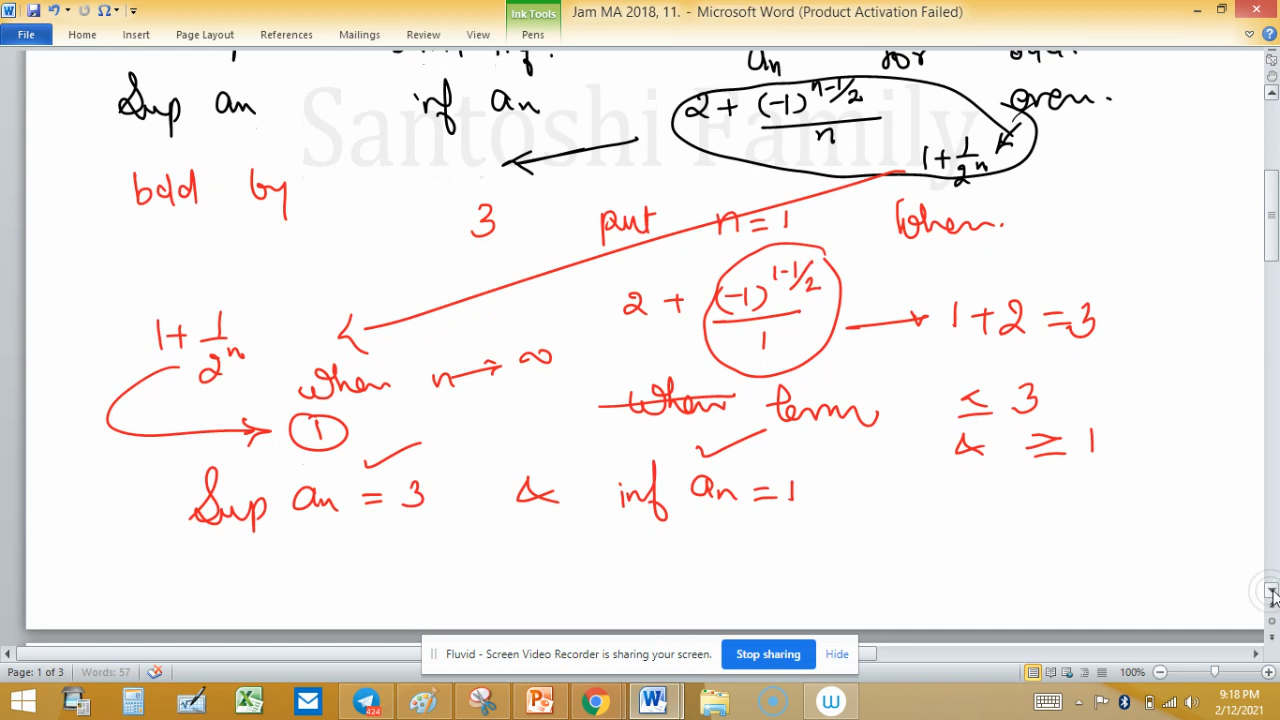 Jam MA 2018, 11. - Microsoft Word (Product Activation Failed)
Ink Tools
File Home Insert Page Layout References Mailings Review View Pens
an for
Sup an inf an 2 + (-1)^{n-1/2}/n even.
1 + 1/2^n
Santoshi Family
bdd by 3 put n = 1 when.
2 + (-1)^{1-1/2}/1 → 1 + 2 = 3
1 + 1/2^n when n → ∞
when term ≤ 3
1 & ≥ 1
Sup an = 3 & inf an = 1
Fluvid - Screen Video Recorder is sharing your screen. Stop sharing Hide
Page: 1 of 3 Words: 57 100%
424
9:18 PM
2/12/2021